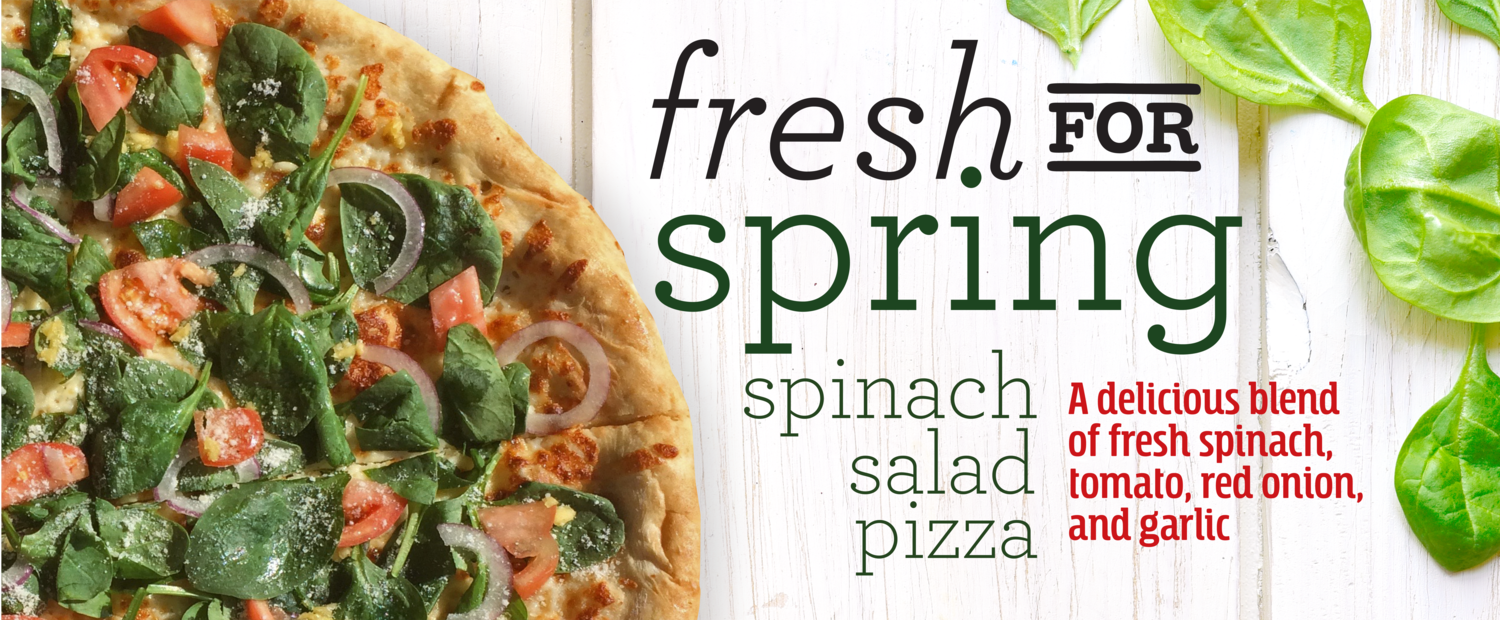 fresh FOR
spring
spinach
salad
pizza
A delicious blend
of fresh spinach,
tomato, red onion,
and garlic